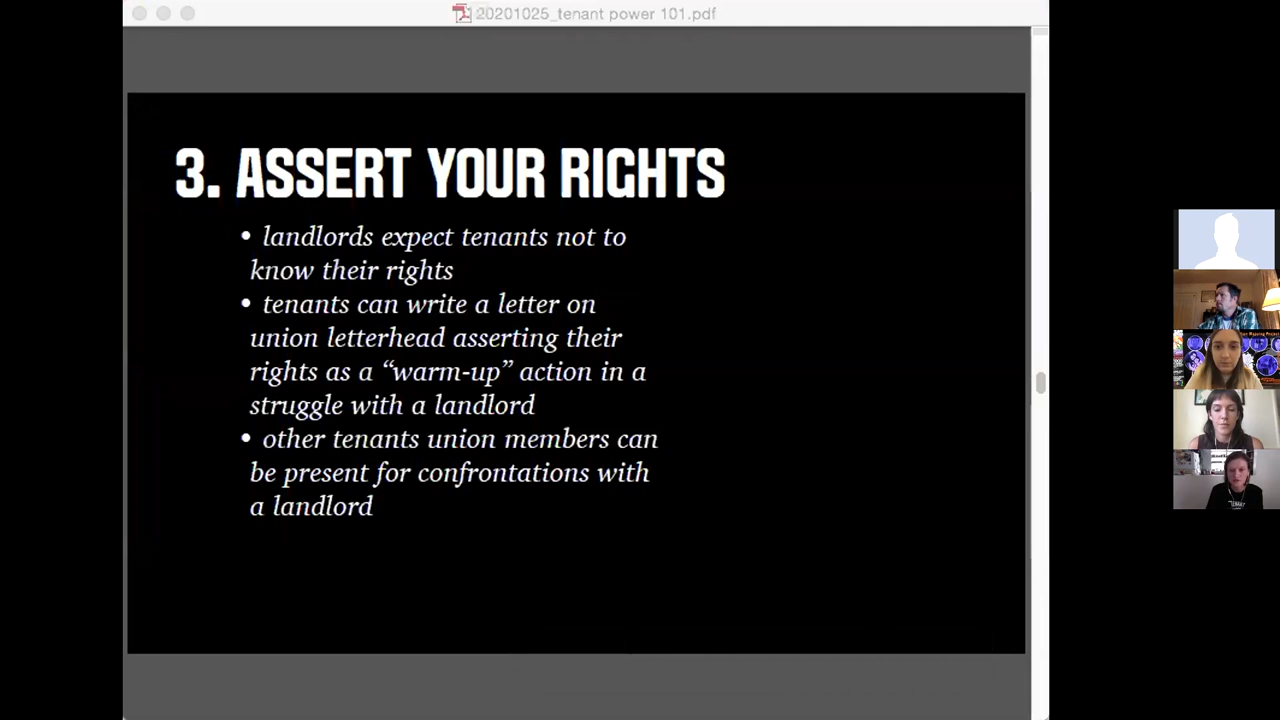 20201025_tenant power 101.pdf
3. ASSERT YOUR RIGHTS
• landlords expect tenants not to
know their rights
• tenants can write a letter on
union letterhead asserting their
rights as a “warm-up” action in a
struggle with a landlord
• other tenants union members can
be present for confrontations with
a landlord